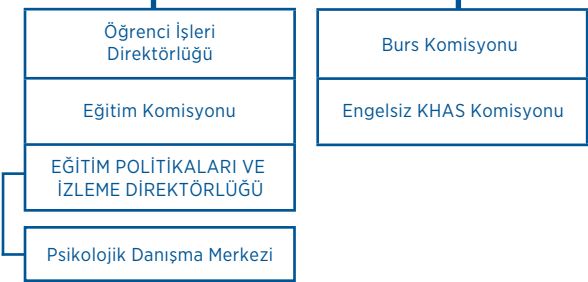 Öğrenci İşleri
Direktörlüğü
Eğitim Komisyonu
EĞİTİM POLİTİKALARI VE
İZLEME DİREKTÖRLÜĞÜ
Psikolojik Danışma Merkezi
Burs Komisyonu
Engelsiz KHAS Komisyonu